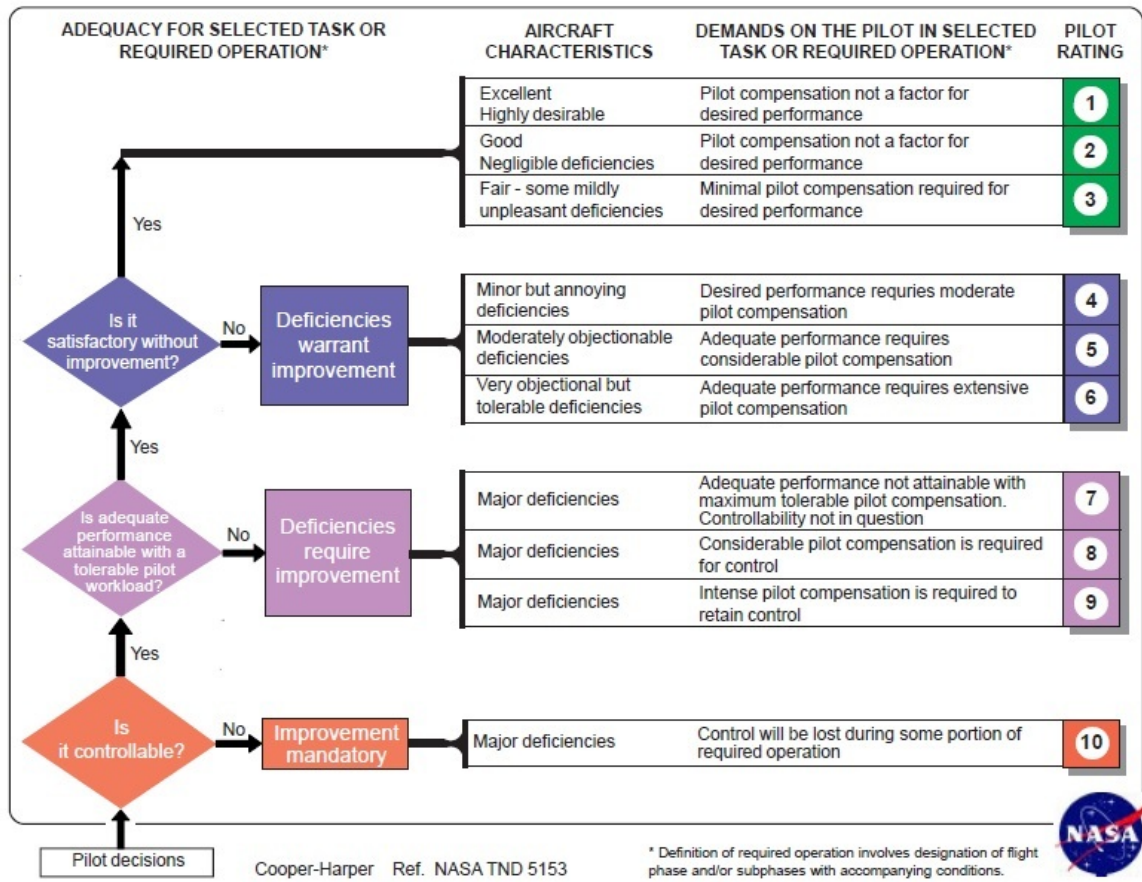 ADEQUACY FOR SELECTED TASK OR
REQUIRED OPERATION*
AIRCRAFT
CHARACTERISTICS
DEMANDS ON THE PILOT IN SELECTED
TASK OR REQUIRED OPERATION*
PILOT
RATING
Excellent
Highly desirable
Pilot compensation not a factor for
desired performance
1
Good
Negligible deficiencies
Pilot compensation not a factor for
desired performance
2
Fair - some mildly
unpleasant deficiencies
Minimal pilot compensation required for
desired performance
3
Yes
Is it
satisfactory without
improvement?
No
Deficiencies
warrant
improvement
Minor but annoying
deficiencies
Desired performance requries moderate
pilot compensation
4
Moderately objectionable
deficiencies
Adequate performance requires
considerable pilot compensation
5
Very objectional but
tolerable deficiencies
Adequate performance requires extensive
pilot compensation
6
Yes
Is adequate
performance
attainable with a
tolerable pilot
workload?
No
Deficiencies
require
improvement
Major deficiencies
Adequate performance not attainable with
maximum tolerable pilot compensation.
Controllability not in question
7
Major deficiencies
Considerable pilot compensation is required
for control
8
Major deficiencies
Intense pilot compensation is required to
retain control
9
Yes
Is
it controllable?
No
Improvement
mandatory
Major deficiencies
Control will be lost during some portion of
required operation
10
Pilot decisions
Cooper-Harper Ref. NASA TND 5153
* Definition of required operation involves designation of flight
phase and/or subphases with accompanying conditions.
NASA